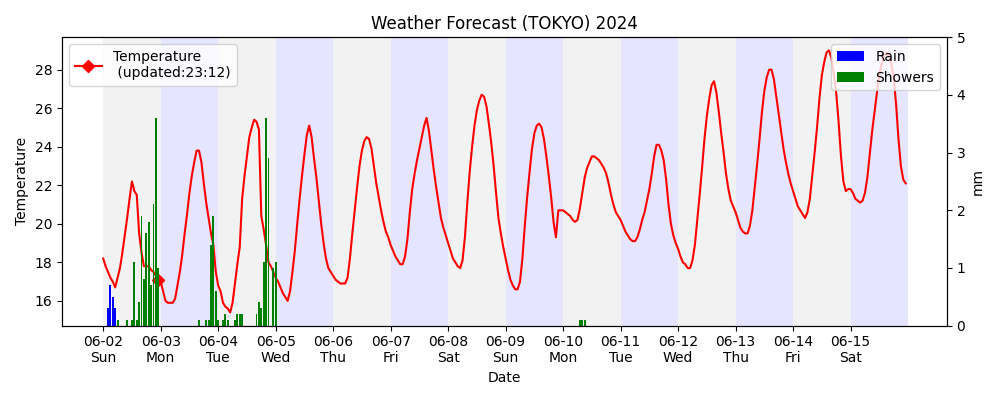 Weather Forecast (TOKYO) 2024
Temperature
(updated:23:12)
Rain
Showers
28
26
24
22
20
18
16
Temperature
5
4
3
2
1
0
mm
06-02 06-03 06-04 06-05 06-06 06-07 06-08 06-09 06-10 06-11 06-12 06-13 06-14 06-15
Sun Mon Tue Wed Thu Fri Sat Sun Mon Tue Wed Thu Fri Sat
Date